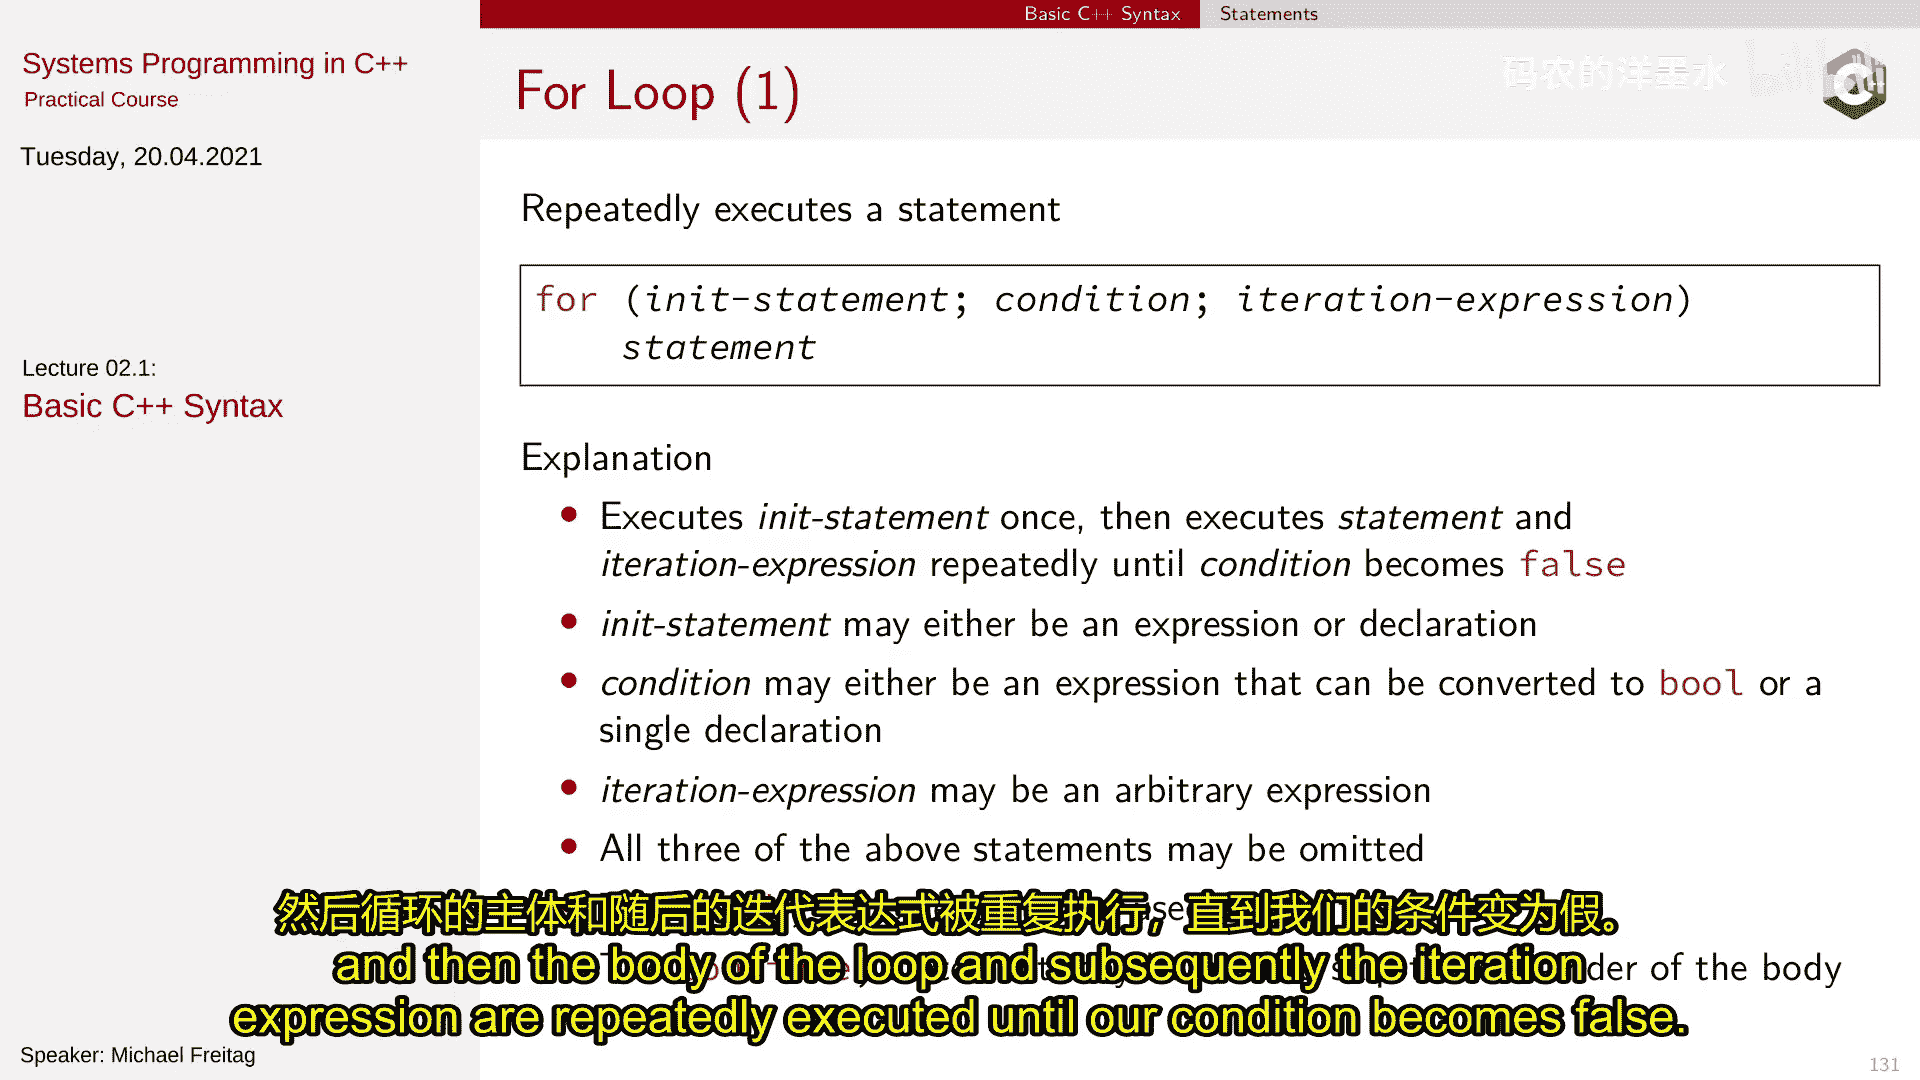 Basic C++ Syntax Statements
Systems Programming in C++
Practical Course
Tuesday, 20.04.2021
Lecture 02.1:
Basic C++ Syntax
For Loop (1)
码农的洋墨水
Repeatedly executes a statement
for (init-statement; condition; iteration-expression)
statement
Explanation
• Executes init-statement once, then executes statement and
iteration-expression repeatedly until condition becomes false
• init-statement may either be an expression or declaration
• condition may either be an expression that can be converted to bool or a
single declaration
• iteration-expression may be an arbitrary expression
• All three of the above statements may be omitted
der of the body
然后循环的主体和随后的迭代表达式被重复执行，直到我们的条件变为假。
and then the body of the loop and subsequently the iteration
expression are repeatedly executed until our condition becomes false.
Speaker: Michael Freitag
131